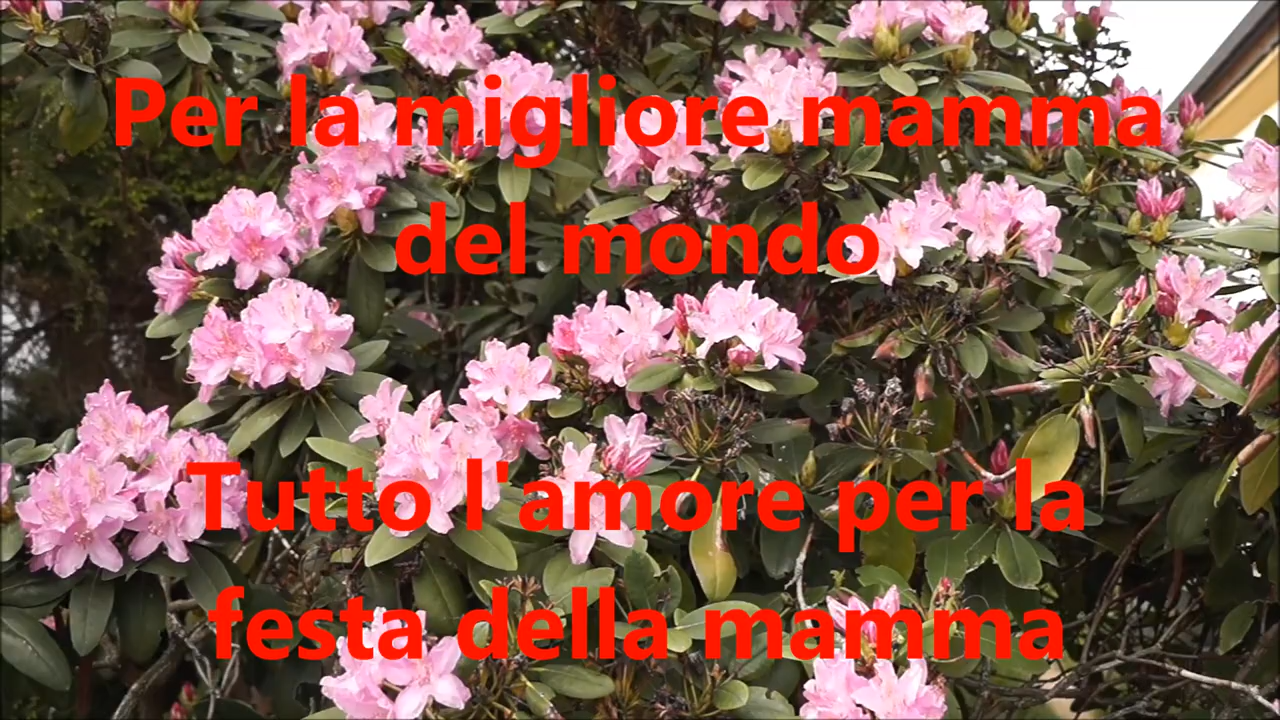 Per la migliore mamma
del mondo
Tutto l'amore per la
festa della mamma